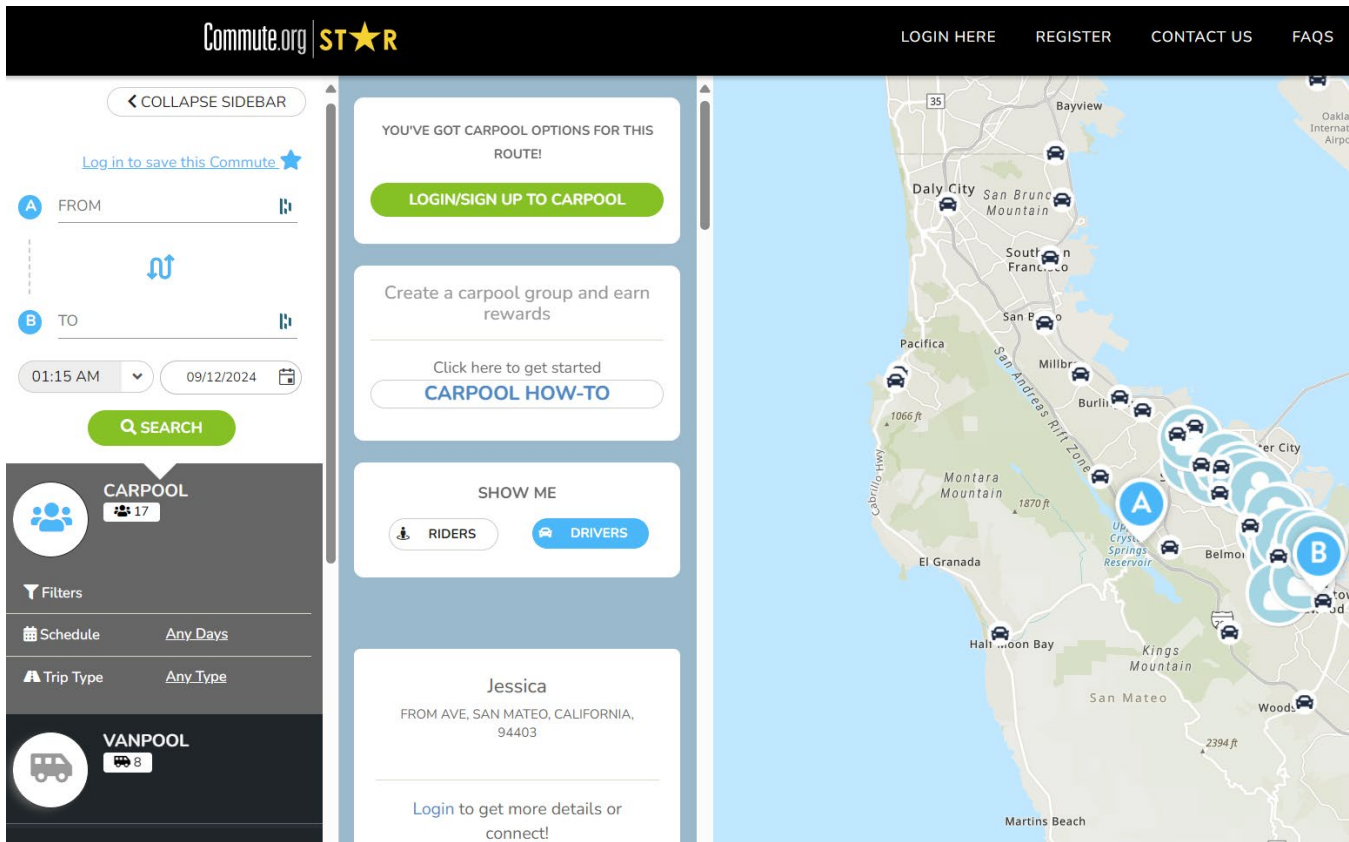 Commute.org ST★R
LOGIN HERE
REGISTER
CONTACT US
FAQS
COLLAPSE SIDEBAR
Log in to save this Commute
A
FROM
B
TO
01:15 AM
09/12/2024
SEARCH
CARPOOL
17
Filters
Schedule
Any Days
Trip Type
Any Type
VANPOOL
8
YOU'VE GOT CARPOOL OPTIONS FOR THIS
ROUTE!
LOGIN/SIGN UP TO CARPOOL
Create a carpool group and earn
rewards
Click here to get started
CARPOOL HOW-TO
SHOW ME
RIDERS
DRIVERS
Jessica
FROM AVE, SAN MATEO, CALIFORNIA,
94403
Login to get more details or
connect!
35
Bayview
Daly City
San Bruno
Mountain
Pacifica
San Andreas Rift Zone
1066 ft
Cabrillo Hwy
Montara
Mountain
1870 ft
A
Springs
Reservoir
B
El Granada
Kings
Mountain
San Mateo
2394 ft
Martins Beach